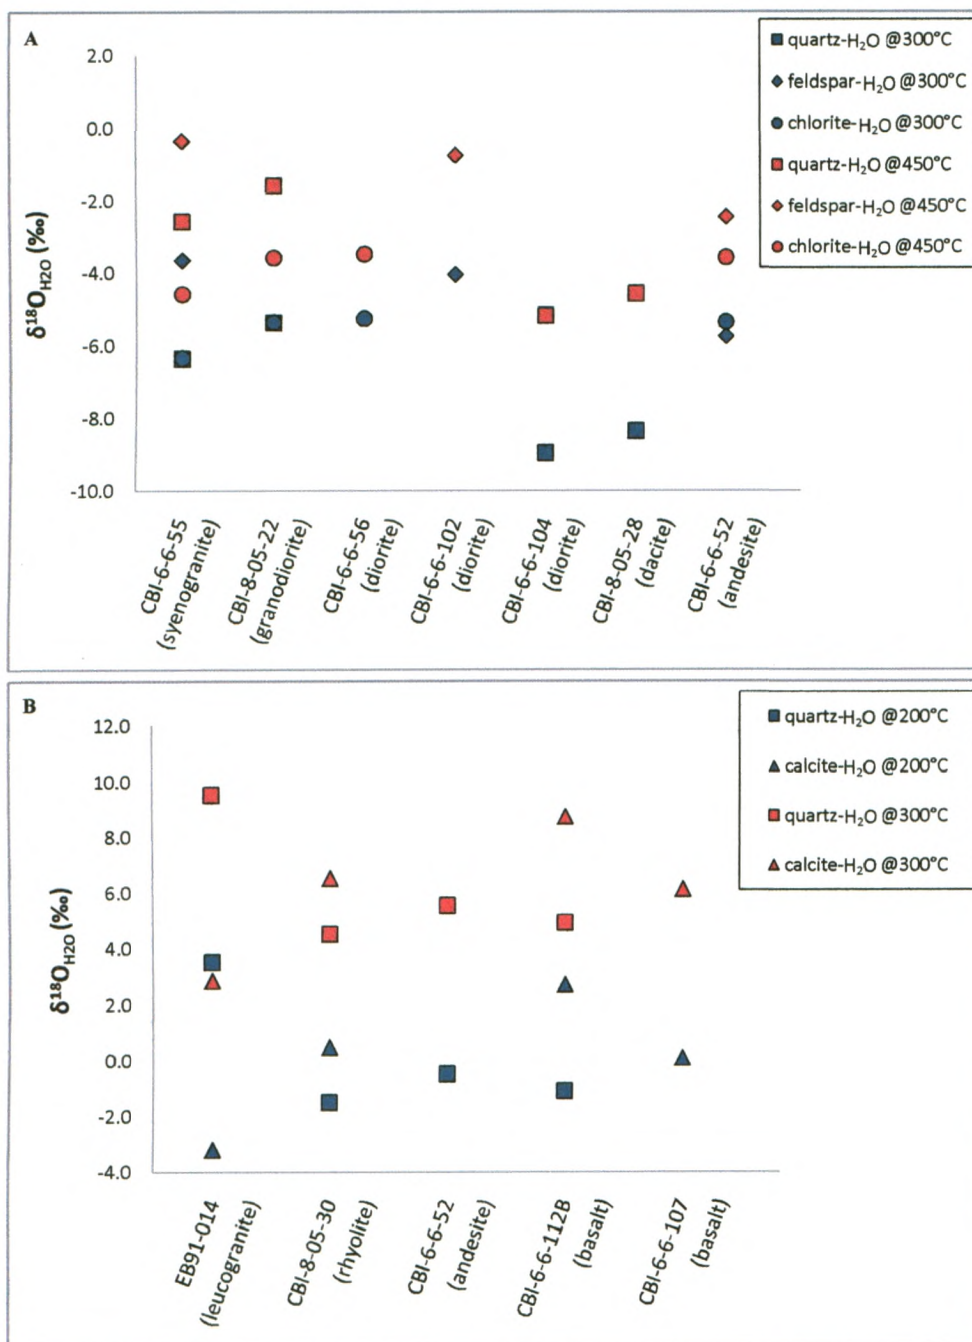 A
2.0
0.0
-2.0
-4.0
-6.0
-8.0
-10.0
δ¹⁸O_H2O (‰)
quartz-H₂O @300°C
feldspar-H₂O @300°C
chlorite-H₂O @300°C
quartz-H₂O @450°C
feldspar-H₂O @450°C
chlorite-H₂O @450°C
CBI-6-6-55
(syenogranite)
CBI-8-05-22
(granodiorite)
CBI-6-6-56
(diorite)
CBI-6-6-102
(diorite)
CBI-6-6-104
(diorite)
CBI-8-05-28
(dacite)
CBI-6-6-52
(andesite)
B
12.0
10.0
8.0
6.0
4.0
2.0
0.0
-2.0
-4.0
δ¹⁸O_H2O (‰)
quartz-H₂O @200°C
calcite-H₂O @200°C
quartz-H₂O @300°C
calcite-H₂O @300°C
EB91-014
(leucogranite)
CBI-8-05-30
(rhyolite)
CBI-6-6-52
(andesite)
CBI-6-6-112B
(basalt)
CBI-6-6-107
(basalt)